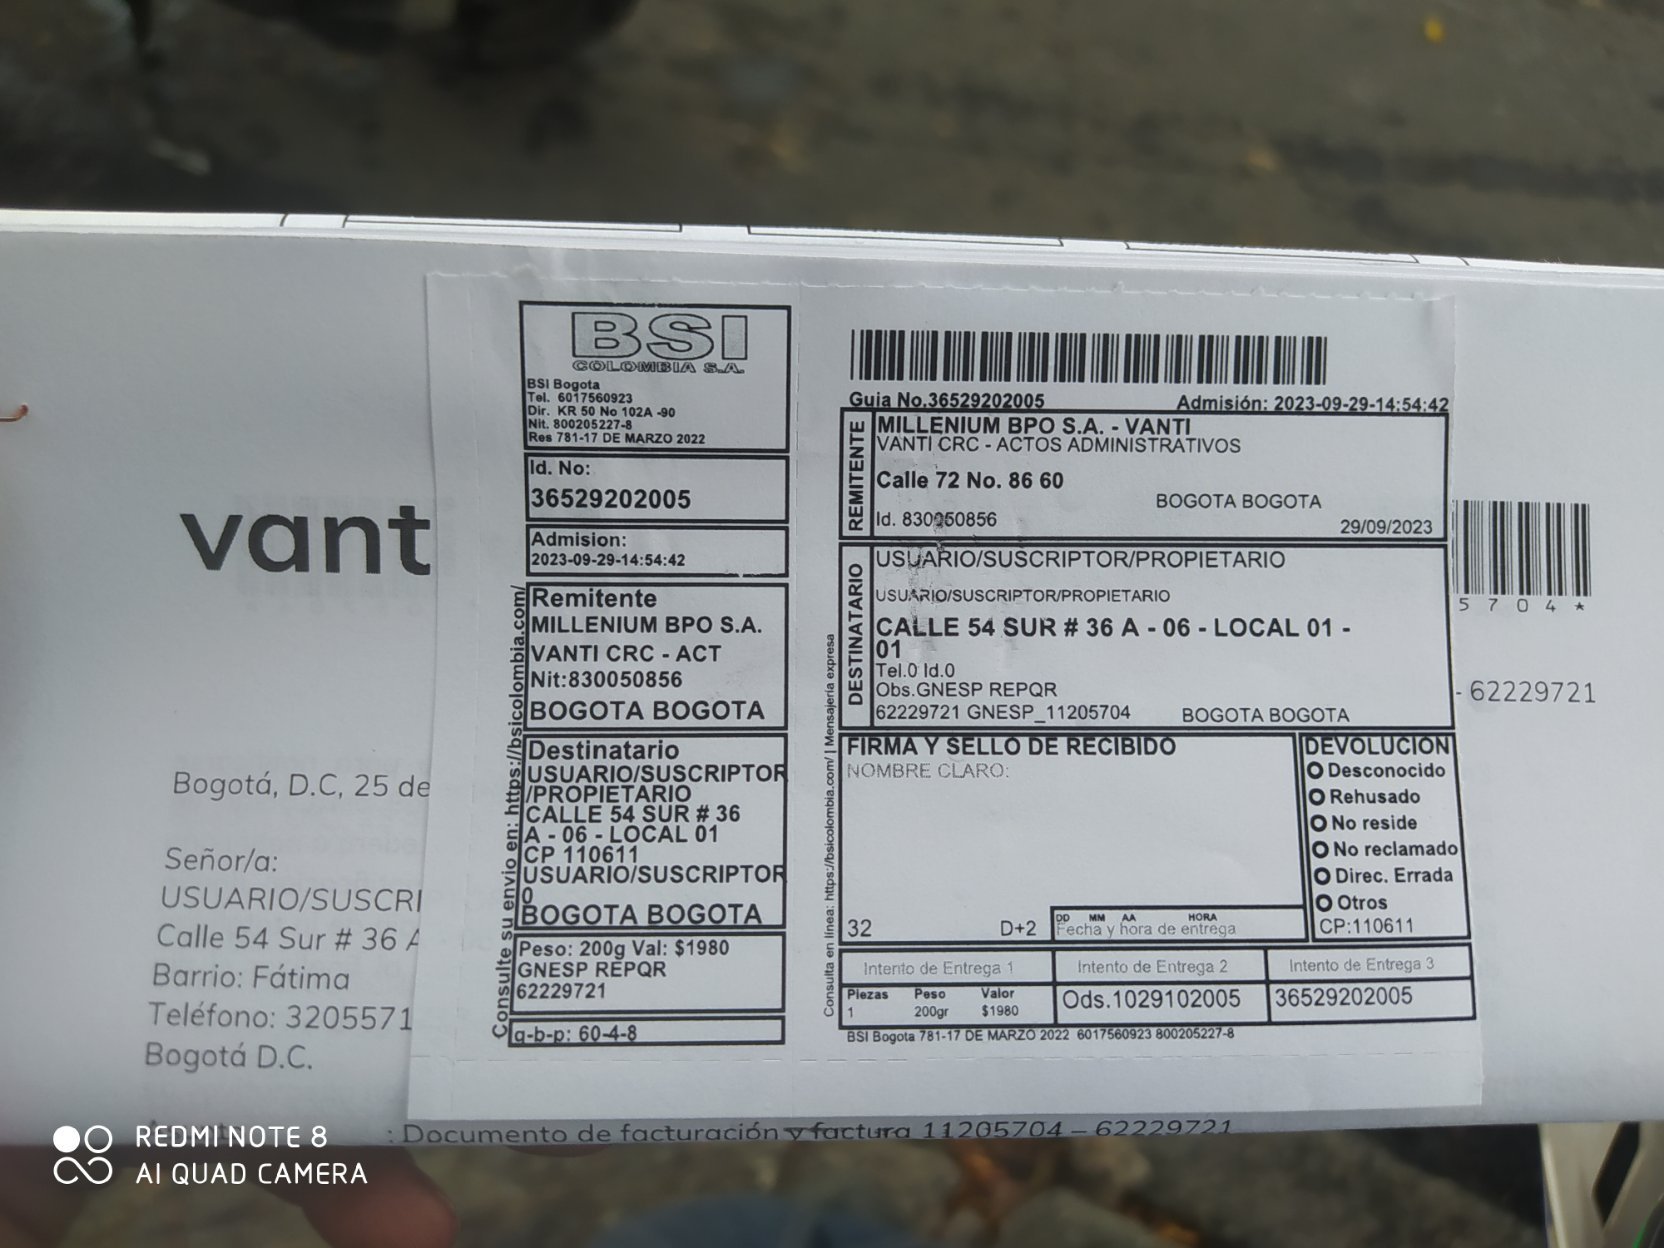 BSI
COLOMBIA S.A.
BSI Bogota
Tel. 6017560923
Dir. KR 50 No 102A -90
Nit. 800205227-8
Res 781-17 DE MARZO 2022
Id. No:
36529202005
Admision:
2023-09-29-14:54:42
Remitente
MILLENIUM BPO S.A.
VANTI CRC - ACT
Nit:830050856
BOGOTA BOGOTA
Destinatario
USUARIO/SUSCRIPTOR
/PROPIETARIO
CALLE 54 SUR # 36
A - 06 - LOCAL 01
CP 110611
USUARIO/SUSCRIPTOR
0
BOGOTA BOGOTA
Peso: 200g Val: $1980
GNESP REPQR
62229721
g-b-p: 60-4-8
Consulte su envio en: https://bsicolombia.com/
Guia No.36529202005 Admisión: 2023-09-29-14:54:42
REMITENTE
MILLENIUM BPO S.A. - VANTI
VANTI CRC - ACTOS ADMINISTRATIVOS
Calle 72 No. 86 60
BOGOTA BOGOTA
Id. 830050856
29/09/2023
DESTINATARIO
USUARIO/SUSCRIPTOR/PROPIETARIO
USUARIO/SUSCRIPTOR/PROPIETARIO
CALLE 54 SUR # 36 A - 06 - LOCAL 01 -
01
Tel.0 Id.0
Obs.GNESP REPQR
62229721 GNESP_11205704 BOGOTA BOGOTA
FIRMA Y SELLO DE RECIBIDO
NOMBRE CLARO:
32 D+2
DD MM AA HORA
Fecha y hora de entrega
DEVOLUCIÓN
Desconocido
Rehusado
No reside
No reclamado
Direc. Errada
Otros
CP:110611
Intento de Entrega 1 Intento de Entrega 2 Intento de Entrega 3
Piezas Peso Valor
1 200gr $1980
Ods.1029102005 36529202005
BSI Bogota 781-17 DE MARZO 2022 6017560923 800205227-8
Consulta en línea: https://bsicolombia.com/ | Mensajería expresa
vant
5 7 0 4 *
- 62229721
Bogotá, D.C, 25 de
Señor/a:
USUARIO/SUSCRI
Calle 54 Sur # 36 A
Barrio: Fátima
Teléfono: 3205571
Bogotá D.C.
: Documento de facturación y factura 11205704 – 62229721
REDMI NOTE 8
AI QUAD CAMERA